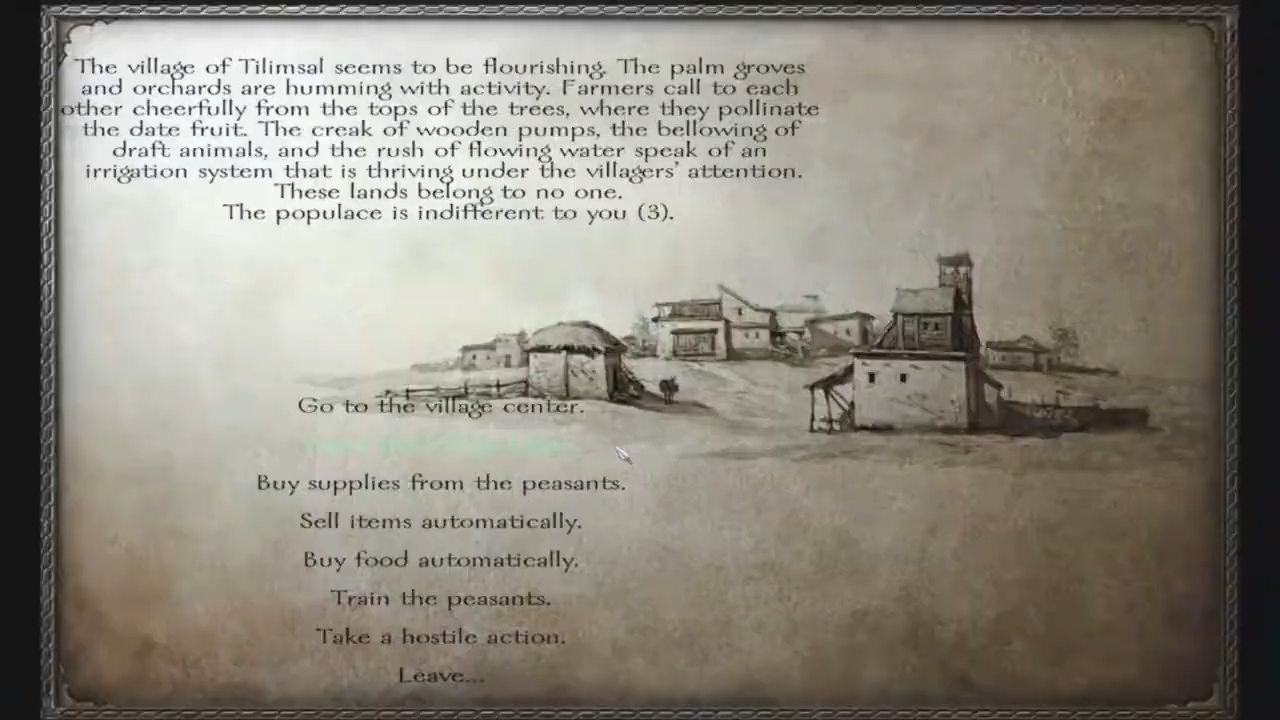 The village of Tilimsal seems to be flourishing. The palm groves
and orchards are humming with activity. Farmers call to each
other cheerfully from the tops of the trees, where they pollinate
the date fruit. The creak of wooden pumps, the bellowing of
draft animals, and the rush of flowing water speak of an
irrigation system that is thriving under the villagers' attention.
These lands belong to no one.
The populace is indifferent to you (3).
Go to the village center.
Buy supplies from the peasants.
Sell items automatically.
Buy food automatically.
Train the peasants.
Take a hostile action.
Leave...